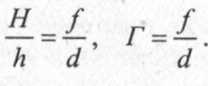 H/h = f/d, Γ = f/d.